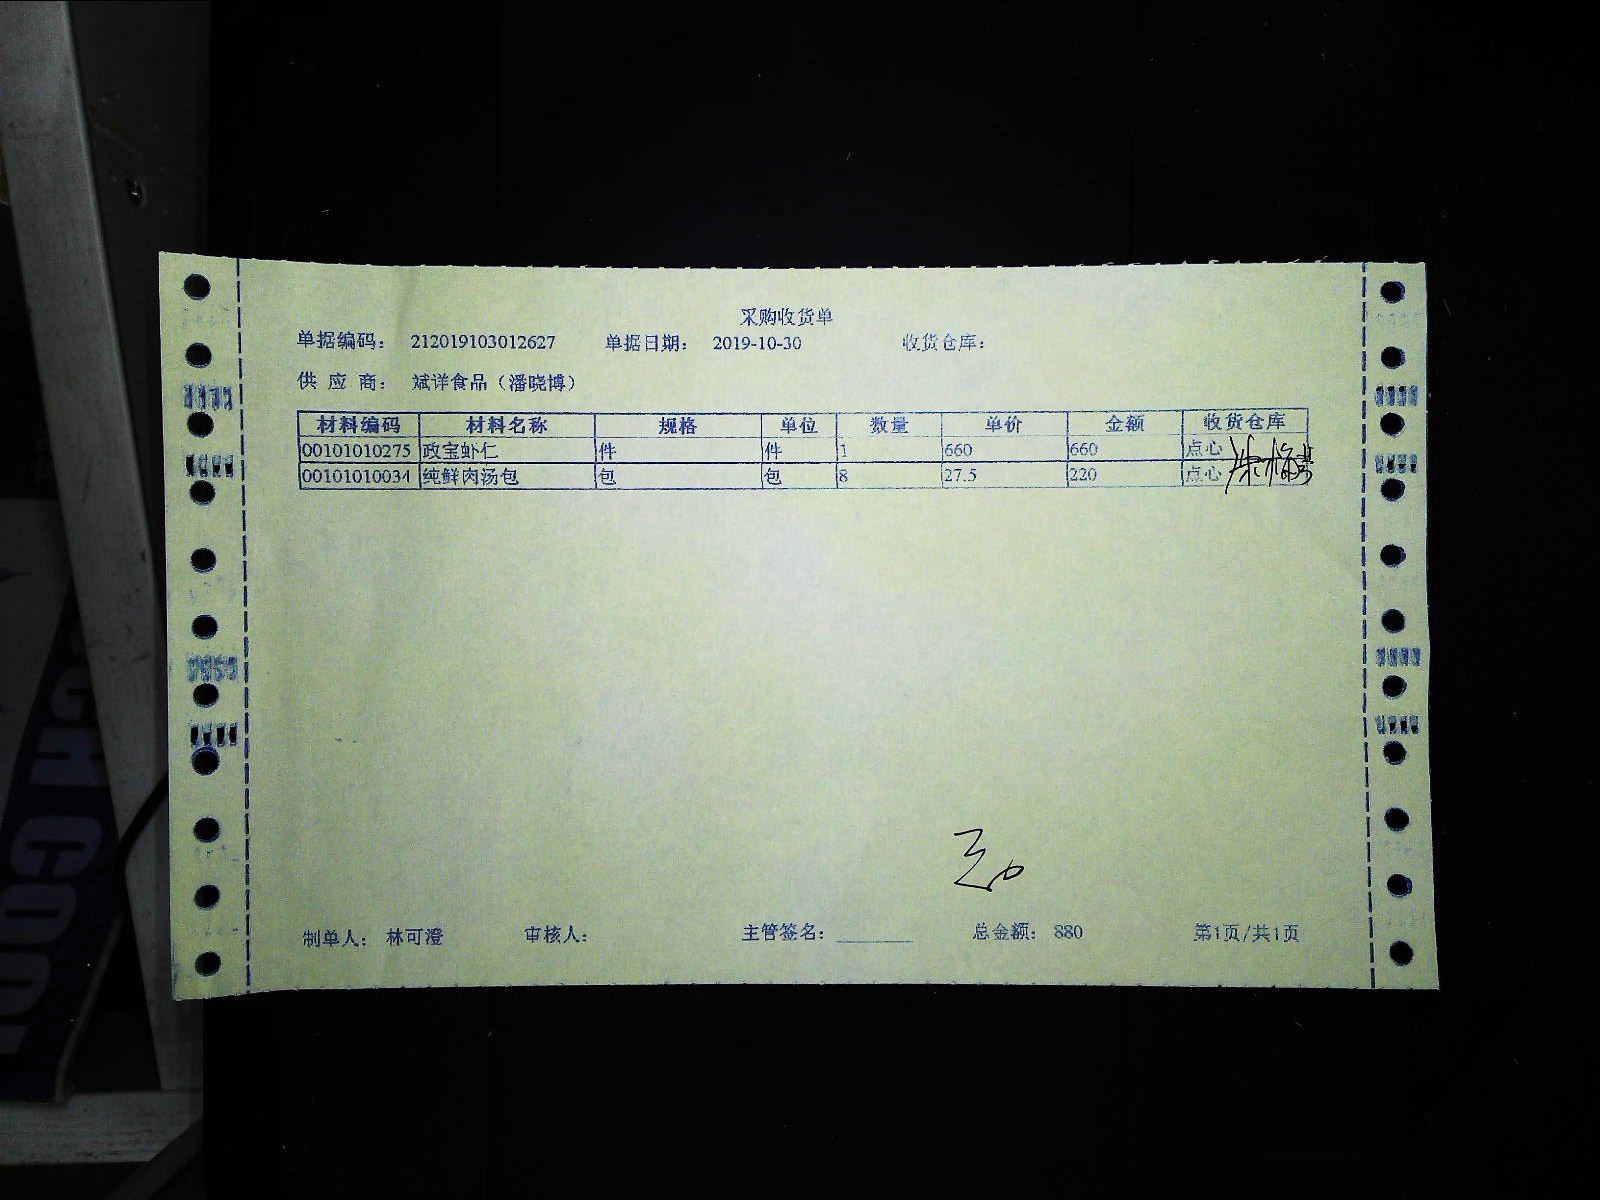 采购收货单
单据编码： 212019103012627 单据日期： 2019-10-30 收货仓库：
供 应 商： 斌详食品（潘晓博）
材料编码 材料名称 规格 单位 数量 单价 金额 收货仓库
00101010275 政宝虾仁 件 件 1 660 660 点心
00101010034 纯鲜肉汤包 包 包 8 27.5 220 点心
制单人： 林可澄 审核人： 主管签名：________ 总金额： 880 第1页/共1页